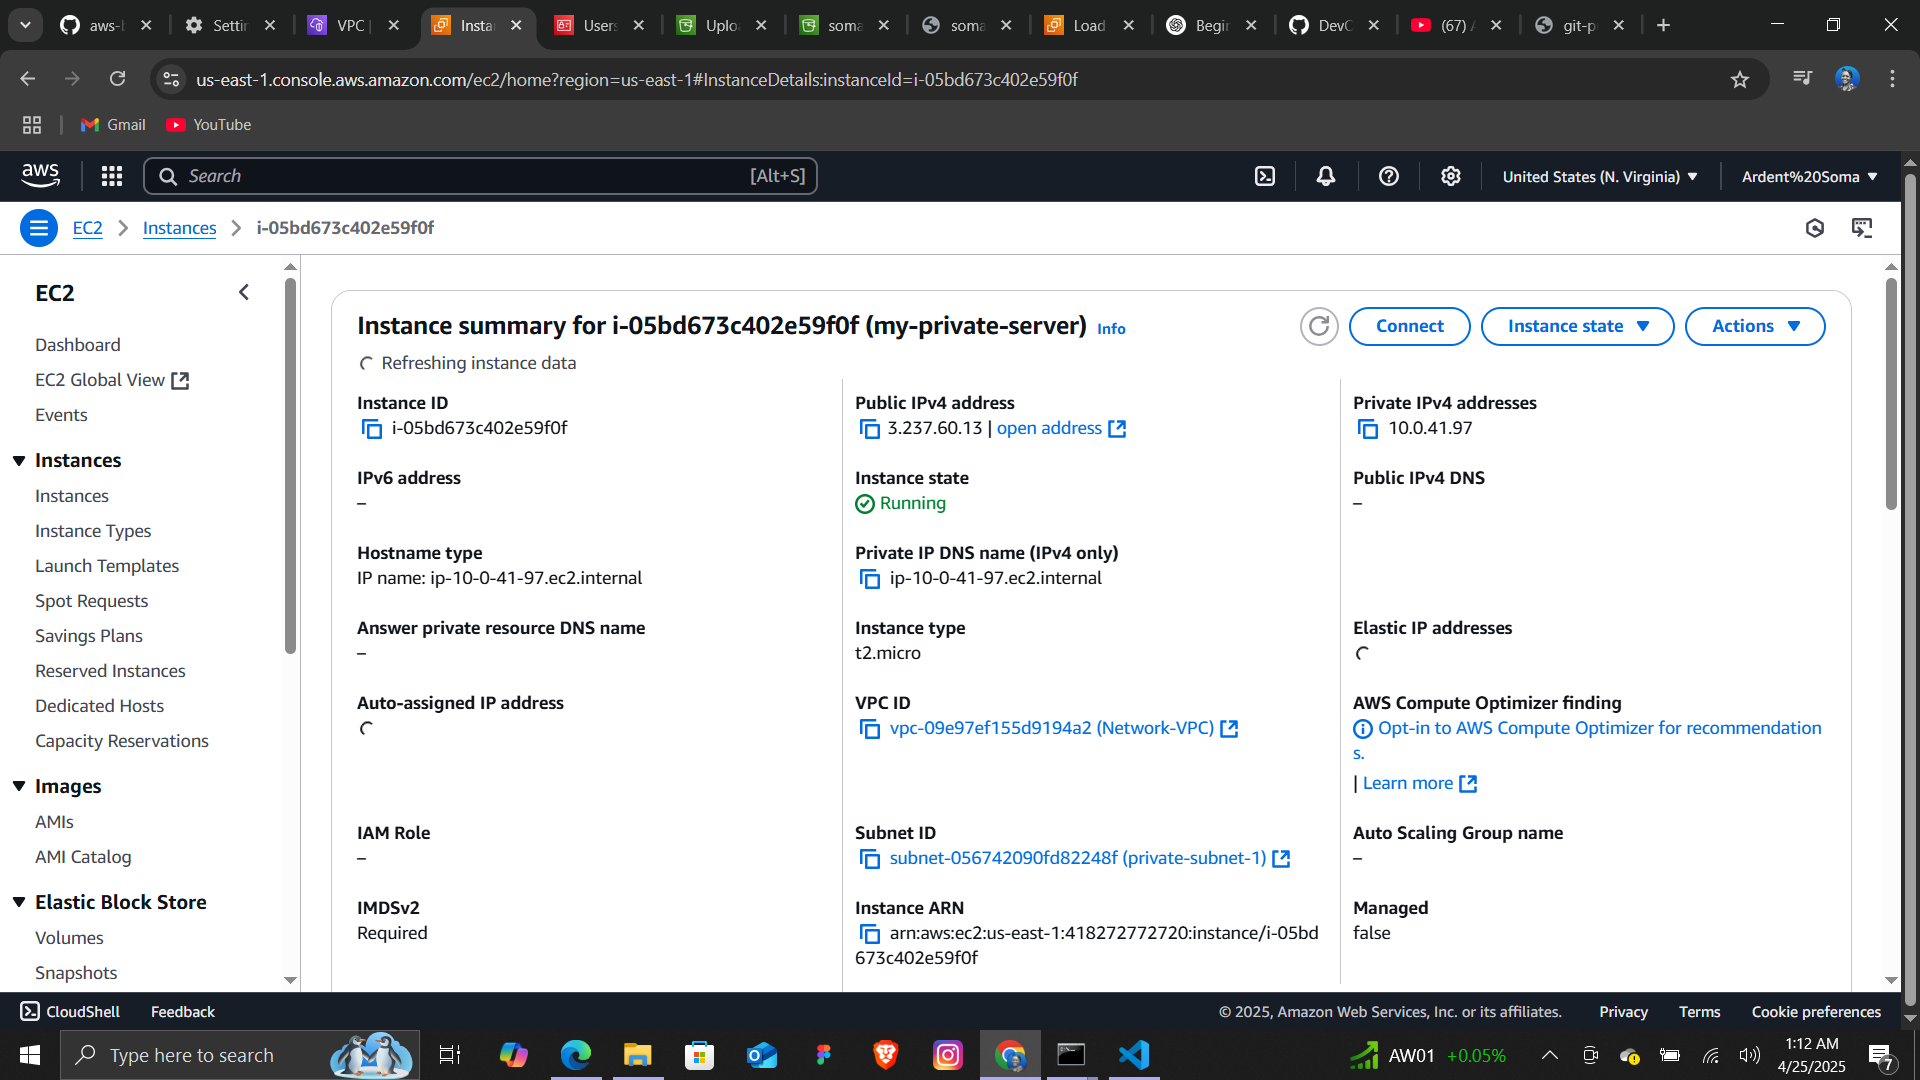 aws-l
Settin
VPC |
Instan
Users
Uploa
soma
soma
Load
Begin
DevC
(67) A
git-p
us-east-1.console.aws.amazon.com/ec2/home?region=us-east-1#InstanceDetails:instanceId=i-05bd673c402e59f0f
Gmail
YouTube
aws
Search
[Alt+S]
United States (N. Virginia)
Ardent%20Soma
EC2
Instances
i-05bd673c402e59f0f
EC2
Dashboard
EC2 Global View
Events
Instances
Instances
Instance Types
Launch Templates
Spot Requests
Savings Plans
Reserved Instances
Dedicated Hosts
Capacity Reservations
Images
AMIs
AMI Catalog
Elastic Block Store
Volumes
Snapshots
Instance summary for i-05bd673c402e59f0f (my-private-server) Info
Connect
Instance state
Actions
Refreshing instance data
Instance ID
i-05bd673c402e59f0f
Public IPv4 address
3.237.60.13 | open address
Private IPv4 addresses
10.0.41.97
IPv6 address
–
Instance state
Running
Public IPv4 DNS
–
Hostname type
IP name: ip-10-0-41-97.ec2.internal
Private IP DNS name (IPv4 only)
ip-10-0-41-97.ec2.internal
Answer private resource DNS name
–
Instance type
t2.micro
Elastic IP addresses
Auto-assigned IP address
VPC ID
vpc-09e97ef155d9194a2 (Network-VPC)
AWS Compute Optimizer finding
Opt-in to AWS Compute Optimizer for recommendation
s.
| Learn more
IAM Role
–
Subnet ID
subnet-056742090fd82248f (private-subnet-1)
Auto Scaling Group name
–
IMDSv2
Required
Instance ARN
arn:aws:ec2:us-east-1:418272772720:instance/i-05bd
673c402e59f0f
Managed
false
CloudShell
Feedback
© 2025, Amazon Web Services, Inc. or its affiliates.
Privacy
Terms
Cookie preferences
Type here to search
AW01 +0.05%
1:12 AM
4/25/2025
7